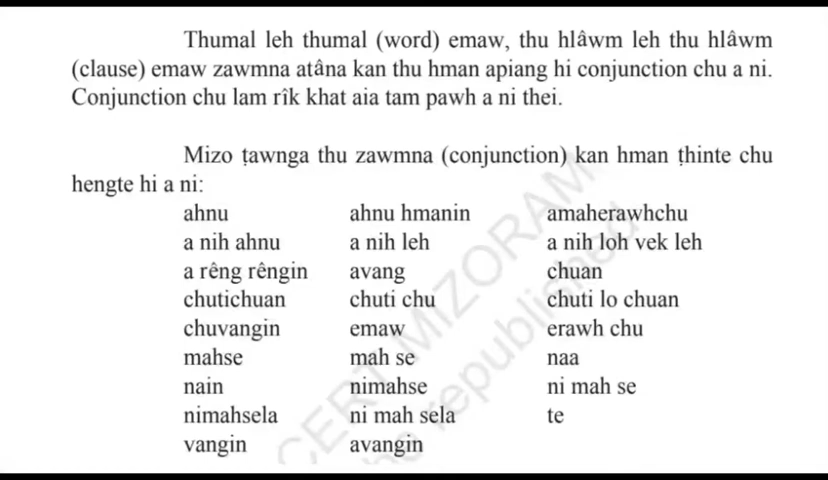 Thumal leh thumal (word) emaw, thu hlâwm leh thu hlâwm
(clause) emaw zawmna atâna kan thu hman apiang hi conjunction chu a ni.
Conjunction chu lam rîk khat aia tam pawh a ni thei.
Mizo ṭawnga thu zawmna (conjunction) kan hman ṭhinte chu
hengte hi a ni:
ahnu ahnu hmanin amaherawhchu
a nih ahnu a nih leh a nih loh vek leh
a rêng rêngin avang chuan
chutichuan chuti chu chuti lo chuan
chuvangin emaw erawh chu
mahse mah se naa
nain nimahse ni mah se
nimahsela ni mah sela te
vangin avangin
CERT MIZORAM
be republished